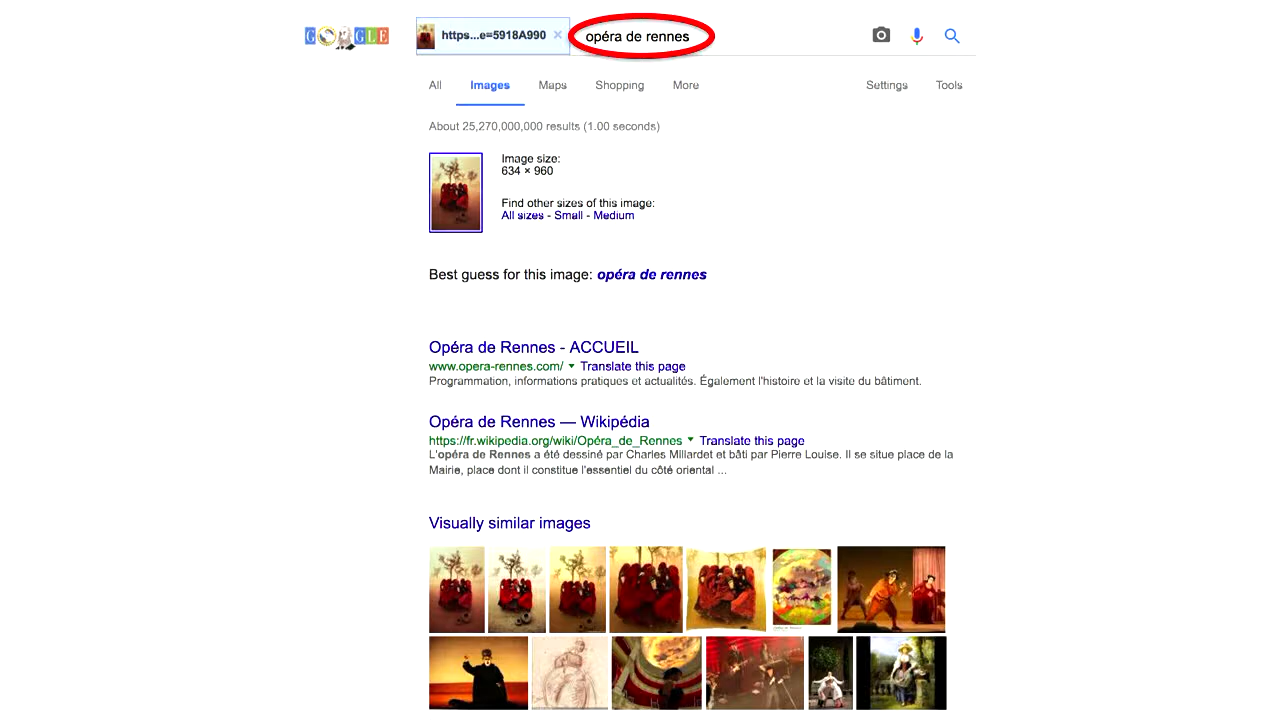 GOOGLE
https...e=5918A990 × opéra de rennes
All Images Maps Shopping More Settings Tools
About 25,270,000,000 results (1.00 seconds)
Image size:
634 × 960
Find other sizes of this image:
All sizes - Small - Medium
Best guess for this image: opéra de rennes
Opéra de Rennes - ACCUEIL
www.opera-rennes.com/ Translate this page
Programmation, informations pratiques et actualités. Également l'histoire et la visite du bâtiment.
Opéra de Rennes — Wikipédia
https://fr.wikipedia.org/wiki/Opéra_de_Rennes Translate this page
L'opéra de Rennes a été dessiné par Charles Millardet et bâti par Pierre Louise. Il se situe place de la
Mairie, place dont il constitue l'essentiel du côté oriental ...
Visually similar images